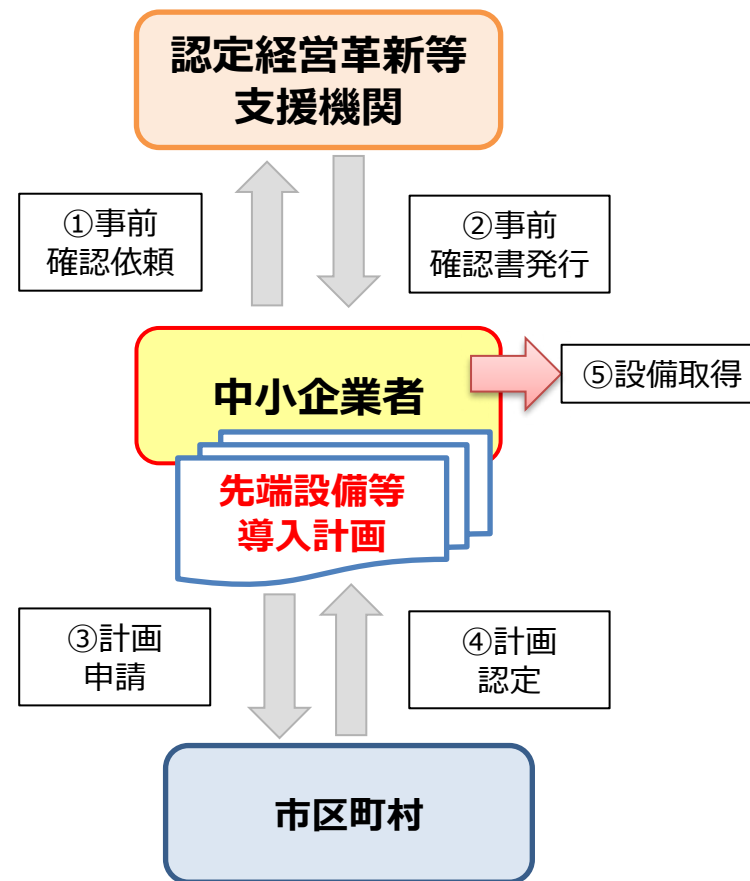 認定経営革新等
支援機関
①事前
確認依頼
②事前
確認書発行
中小企業者
⑤設備取得
先端設備等
導入計画
③計画
申請
④計画
認定
市区町村